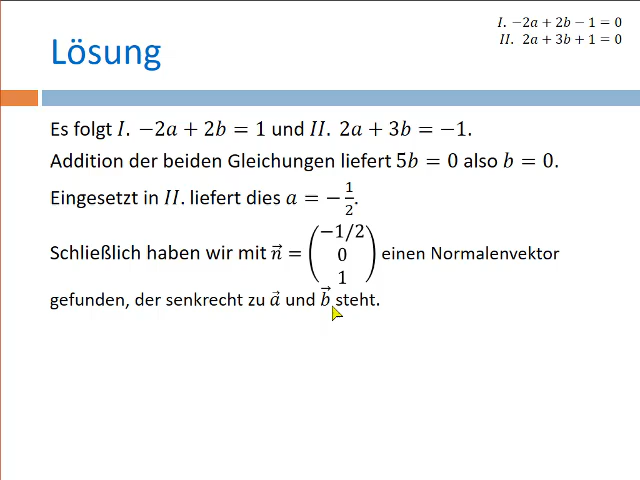 I. −2a + 2b − 1 = 0
II. 2a + 3b + 1 = 0
Lösung
Es folgt I. −2a + 2b = 1 und II. 2a + 3b = −1.
Addition der beiden Gleichungen liefert 5b = 0 also b = 0.
Eingesetzt in II. liefert dies a = −1/2.
Schließlich haben wir mit n⃗ = (−1/2 0 1) einen Normalenvektor
gefunden, der senkrecht zu a⃗ und b⃗ steht.